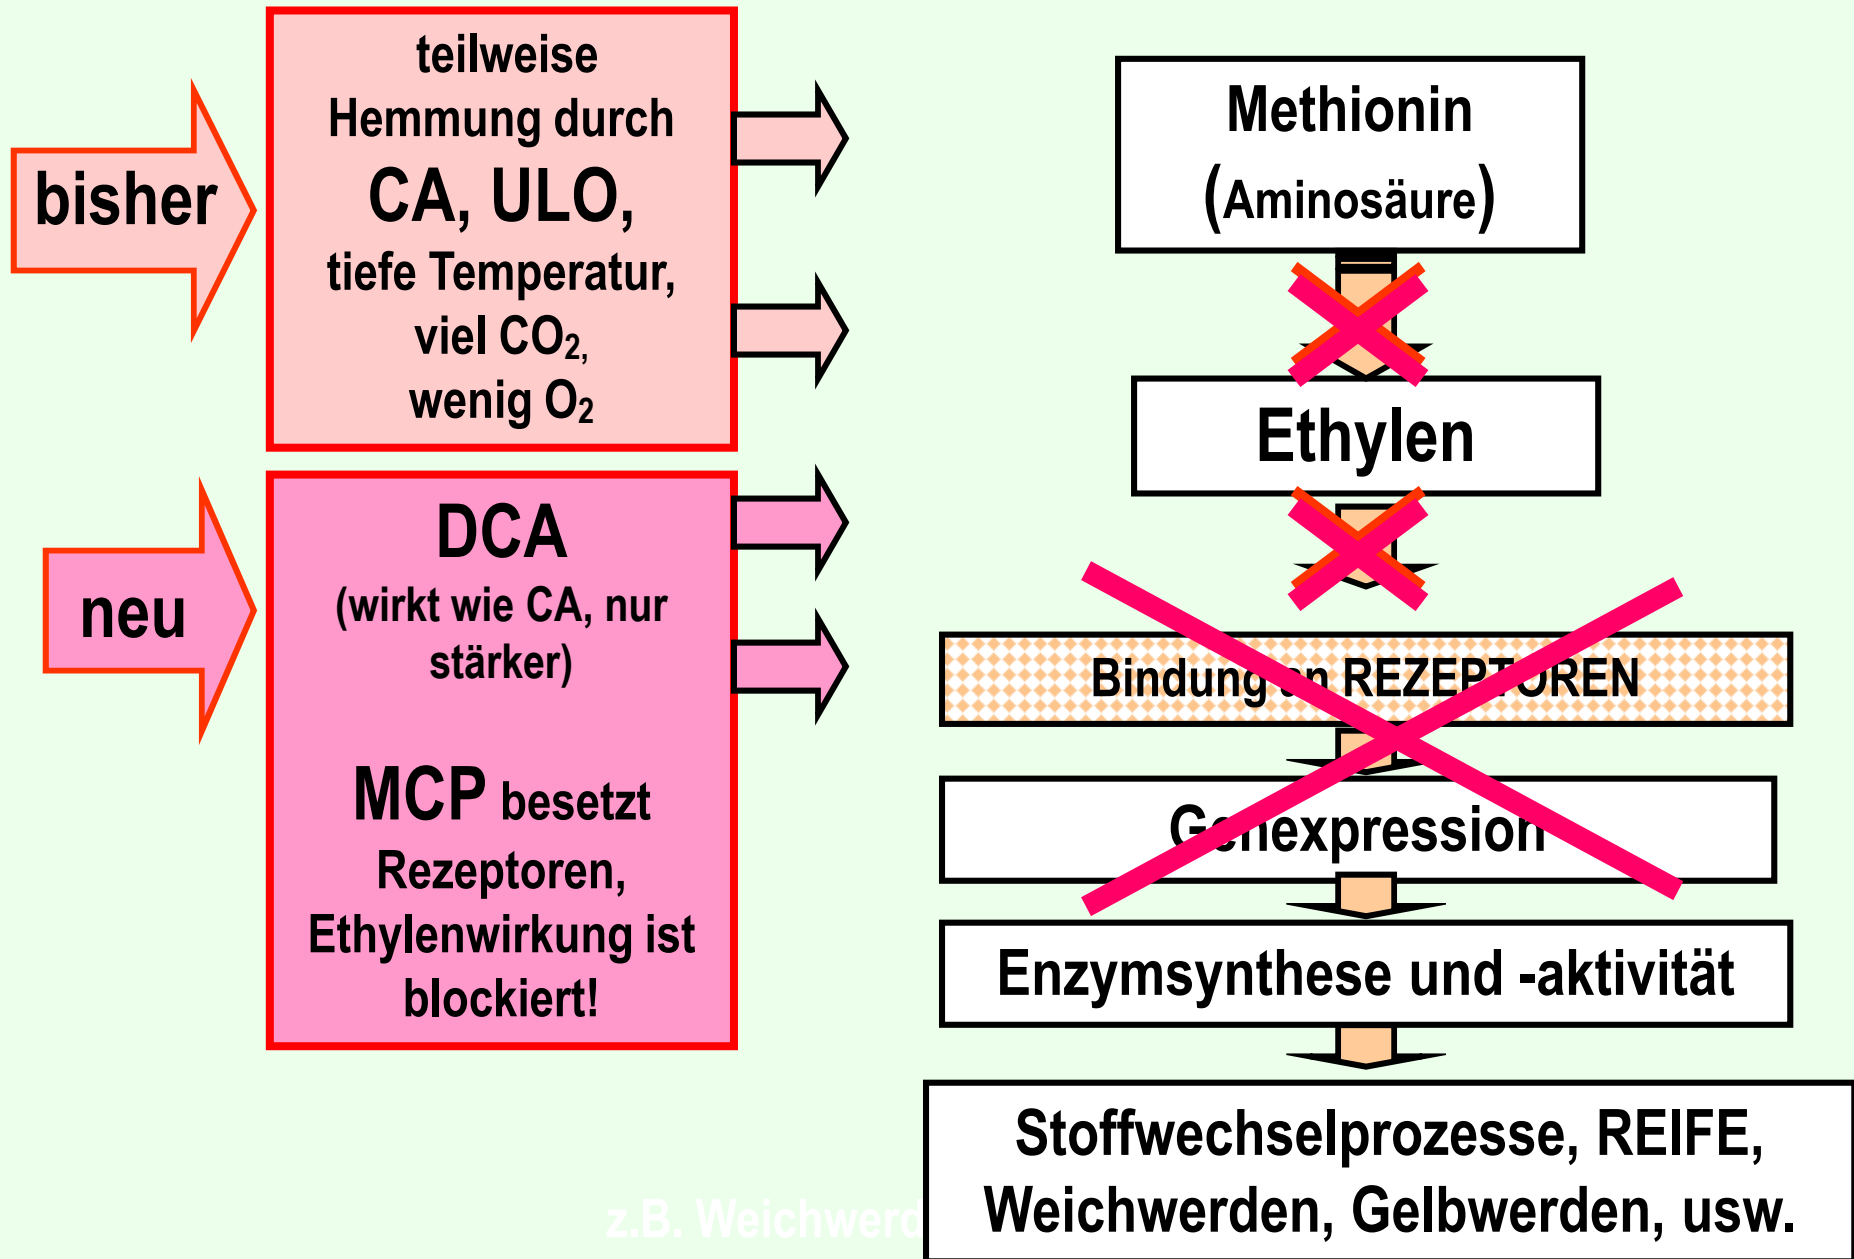 bisher
teilweise
Hemmung durch
CA, ULO,
tiefe Temperatur,
viel CO₂,
wenig O₂
neu
DCA
(wirkt wie CA, nur
stärker)
MCP besetzt
Rezeptoren,
Ethylenwirkung ist
blockiert!
Methionin
(Aminosäure)
Ethylen
Bindung an REZEPTOREN
Genexpression
Enzymsynthese und -aktivität
Stoffwechselprozesse, REIFE,
Weichwerden, Gelbwerden, usw.
z.B. Weichwerd